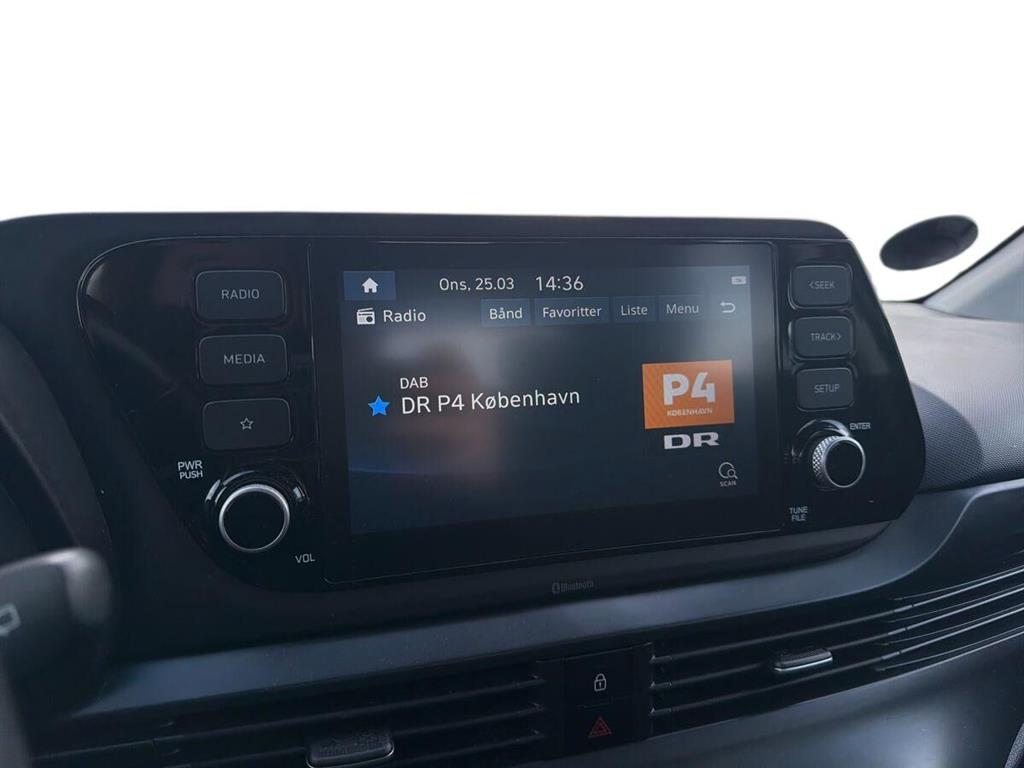 RADIO
MEDIA
PWR
PUSH
VOL
Ons, 25.03 14:36
Radio
Bånd Favoritter Liste Menu
DAB
DR P4 København
P4
KØBENHAVN
DR
SCAN
<SEEK
TRACK>
SETUP
ENTER
TUNE
FILE
Bluetooth